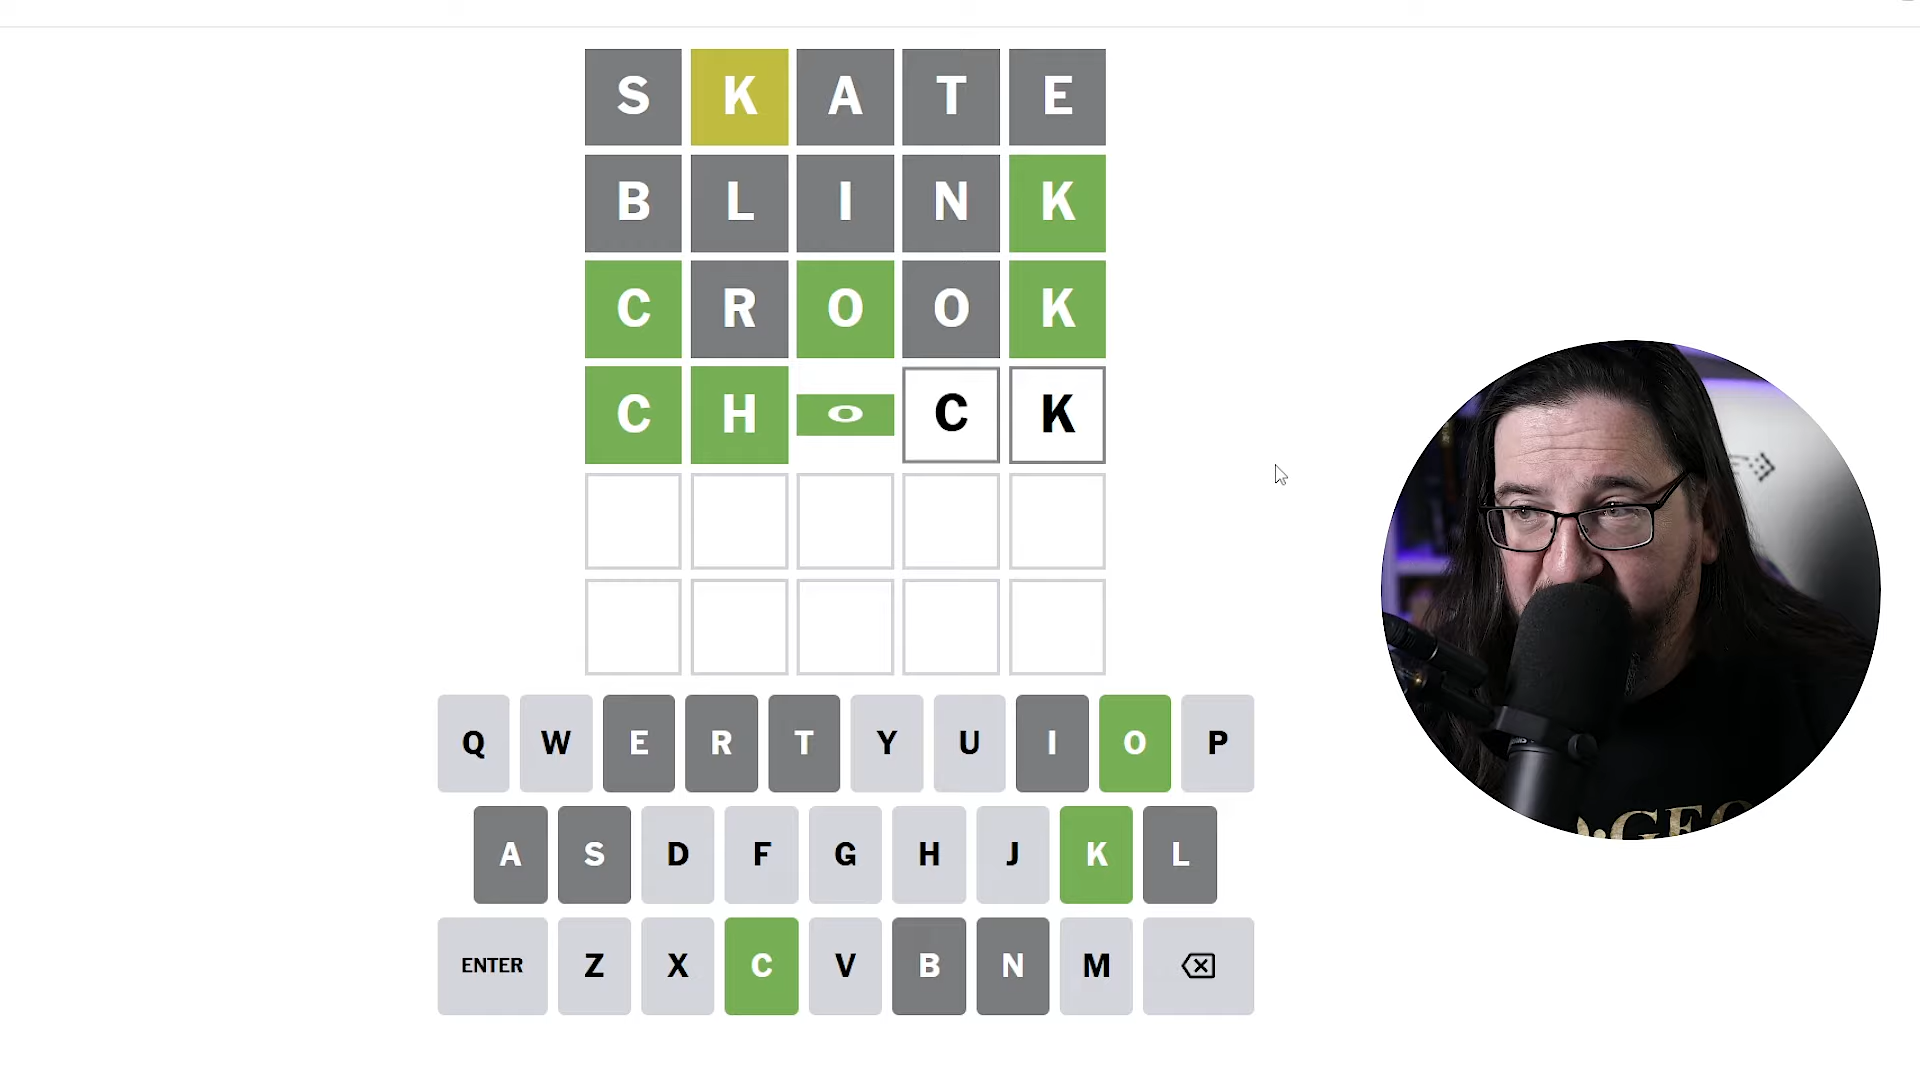 S K A T E
B L I N K
C R O O K
C H O C K
Q W E R T Y U I O P
A S D F G H J K L
ENTER Z X C V B N M